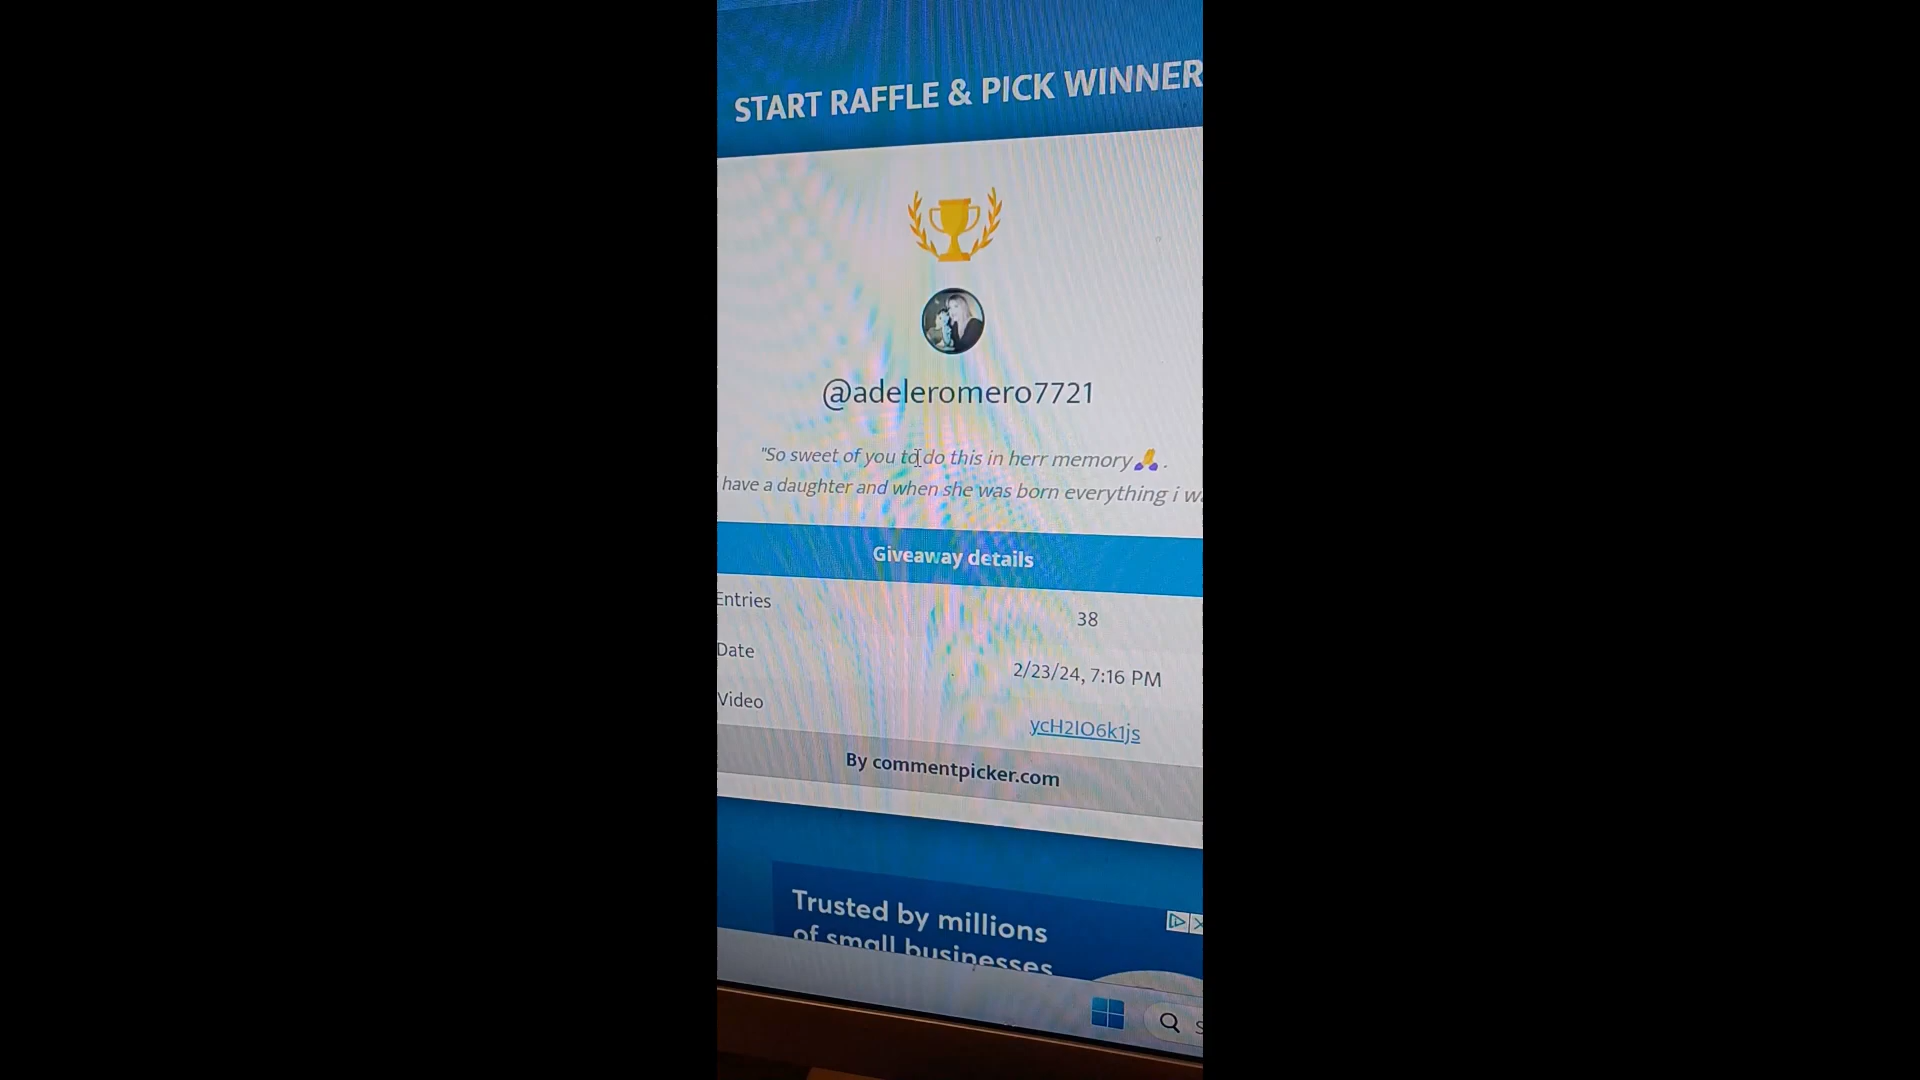 START RAFFLE & PICK WINNER
@adeleromero7721
"So sweet of you to do this in herr memory🙏.
have a daughter and when she was born everything i
Giveaway details
Entries 38
Date 2/23/24, 7:16 PM
Video ycH2IO6k1js
By commentpicker.com
Trusted by millions
of small businesses